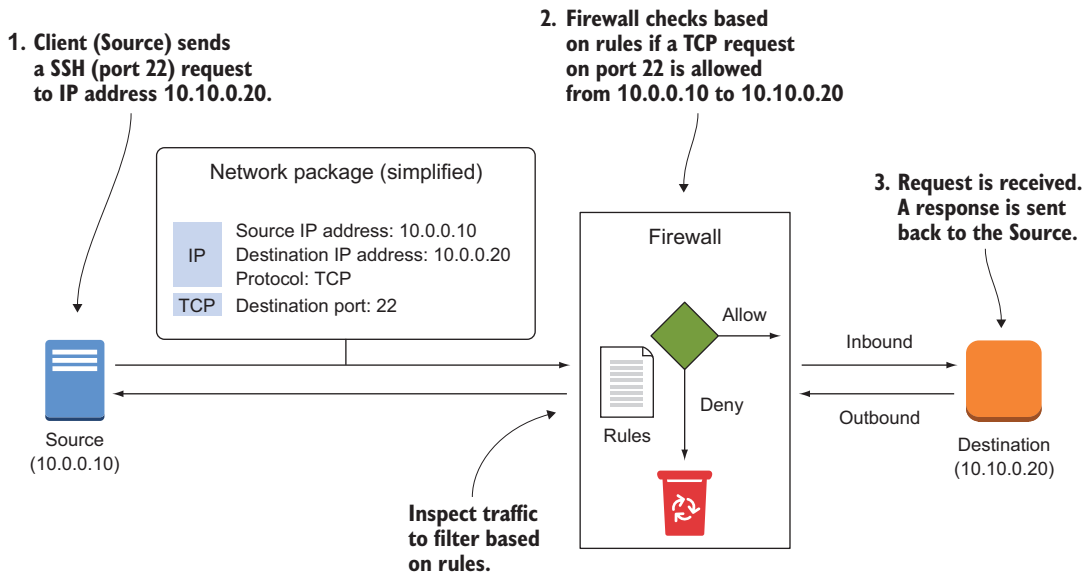 1. Client (Source) sends
a SSH (port 22) request
to IP address 10.10.0.20.
2. Firewall checks based
on rules if a TCP request
on port 22 is allowed
from 10.0.0.10 to 10.10.0.20
3. Request is received.
A response is sent
back to the Source.
Network package (simplified)
IP
Source IP address: 10.0.0.10
Destination IP address: 10.0.0.20
Protocol: TCP
TCP
Destination port: 22
Firewall
Allow
Deny
Rules
Inbound
Outbound
Source
(10.0.0.10)
Destination
(10.10.0.20)
Inspect traffic
to filter based
on rules.